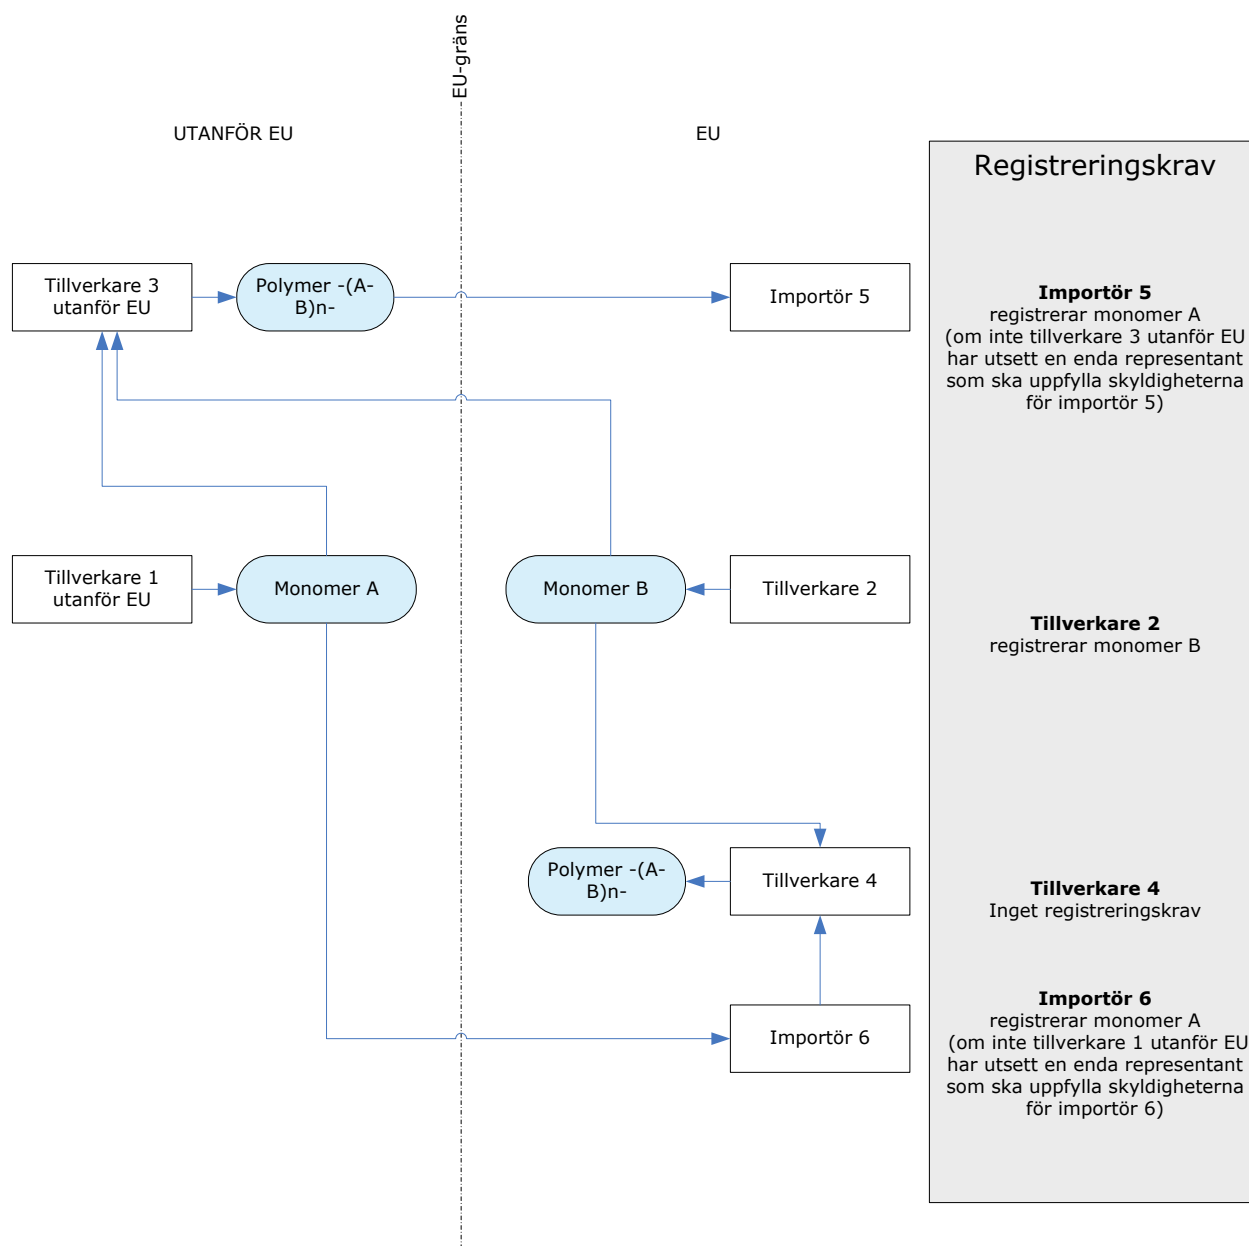 EU-gräns
UTANFÖR EU
EU
Registreringskrav
Tillverkare 3
utanför EU
Polymer -(A-
B)n-
Importör 5
Importör 5
registrerar monomer A
(om inte tillverkare 3 utanför EU
har utsett en enda representant
som ska uppfylla skyldigheterna
för importör 5)
Tillverkare 1
utanför EU
Monomer A
Monomer B
Tillverkare 2
Tillverkare 2
registrerar monomer B
Polymer -(A-
B)n-
Tillverkare 4
Tillverkare 4
Inget registreringskrav
Importör 6
Importör 6
registrerar monomer A
(om inte tillverkare 1 utanför EU
har utsett en enda representant
som ska uppfylla skyldigheterna
för importör 6)